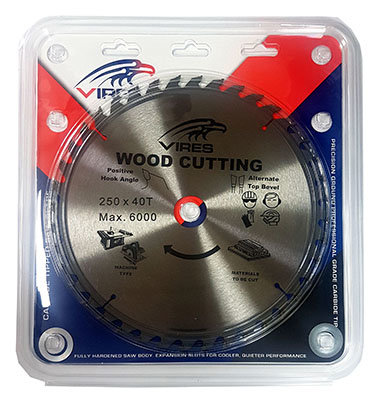 VIRES
VIRES
WOOD CUTTING
Positive
Hook Angle
Alternate
Top Bevel
250 x 40T
Max. 6000
MACHINE
TYPE
MATERIALS
TO BE CUT
PRECISION GROUND PROFESSIONAL GRADE CARBIDE TIP
FULLY HARDENED SAW BODY. EXPANSION SLOTS FOR COOLER, QUIETER PERFORMANCE